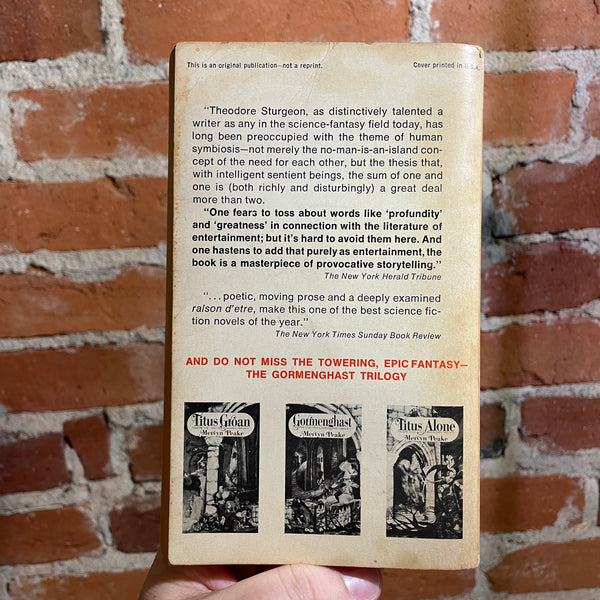 This is an original publication—not a reprint. Cover printed in U.S.A.
"Theodore Sturgeon, as distinctively talented a
writer as any in the science-fantasy field today, has
long been preoccupied with the theme of human
symbiosis—not merely the no-man-is-an-island con-
cept of the need for each other, but the thesis that,
with intelligent sentient beings, the sum of one and
one is (both richly and disturbingly) a great deal
more than two.
"One fears to toss about words like 'profundity'
and 'greatness' in connection with the literature of
entertainment; but it's hard to avoid them here. And
one hastens to add that purely as entertainment, the
book is a masterpiece of provocative storytelling."
The New York Herald Tribune
"...poetic, moving prose and a deeply examined
raison d'etre, make this one of the best science fic-
tion novels of the year."
The New York Times Sunday Book Review
AND DO NOT MISS THE TOWERING, EPIC FANTASY—
THE GORMENGHAST TRILOGY
Titus Groan
Mervyn Peake
Gormenghast
Mervyn Peake
Titus Alone
Mervyn Peake